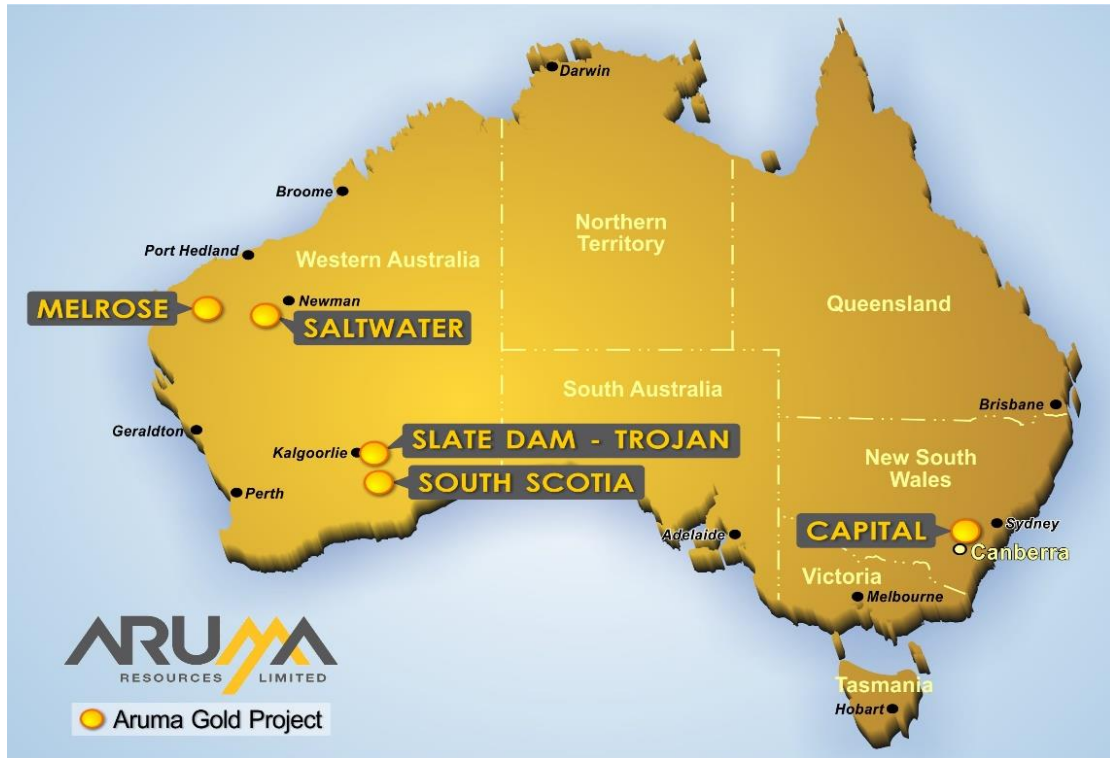 Darwin
Broome
Northern
Territory
Port Hedland
Western Australia
MELROSE
Newman
SALTWATER
Queensland
South Australia
Brisbane
Geraldton
Kalgoorlie
SLATE DAM - TROJAN
New South
Wales
SOUTH SCOTIA
Perth
Adelaide
CAPITAL
Sydney
Canberra
Victoria
Melbourne
Tasmania
Hobart
ARUMA
RESOURCES LIMITED
Aruma Gold Project